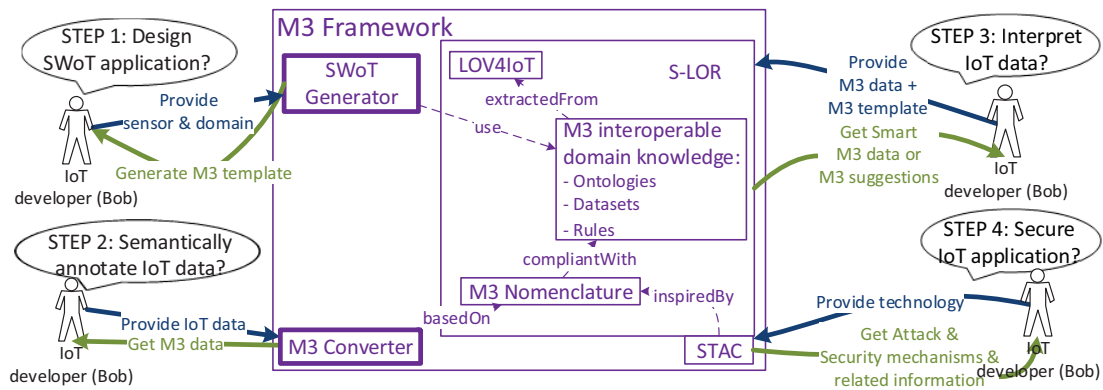 M3 Framework
STEP 1: Design
SWoT application?
Provide
sensor & domain
Generate M3 template
IoT
developer (Bob)
STEP 2: Semantically
annotate IoT data?
Provide IoT data
Get M3 data
IoT
developer (Bob)
SWoT
Generator
M3 Converter
LOV4IoT
S-LOR
extractedFrom
use
M3 interoperable
domain knowledge:
- Ontologies
- Datasets
- Rules
compliantWith
M3 Nomenclature
basedOn
inspiredBy
STAC
STEP 3: Interpret
IoT data?
Provide
M3 data +
M3 template
Get Smart
M3 data or
M3 suggestions
IoT
developer (Bob)
STEP 4: Secure
IoT application?
Provide technology
Get Attack &
Security mechanisms &
related information
IoT
developer (Bob)